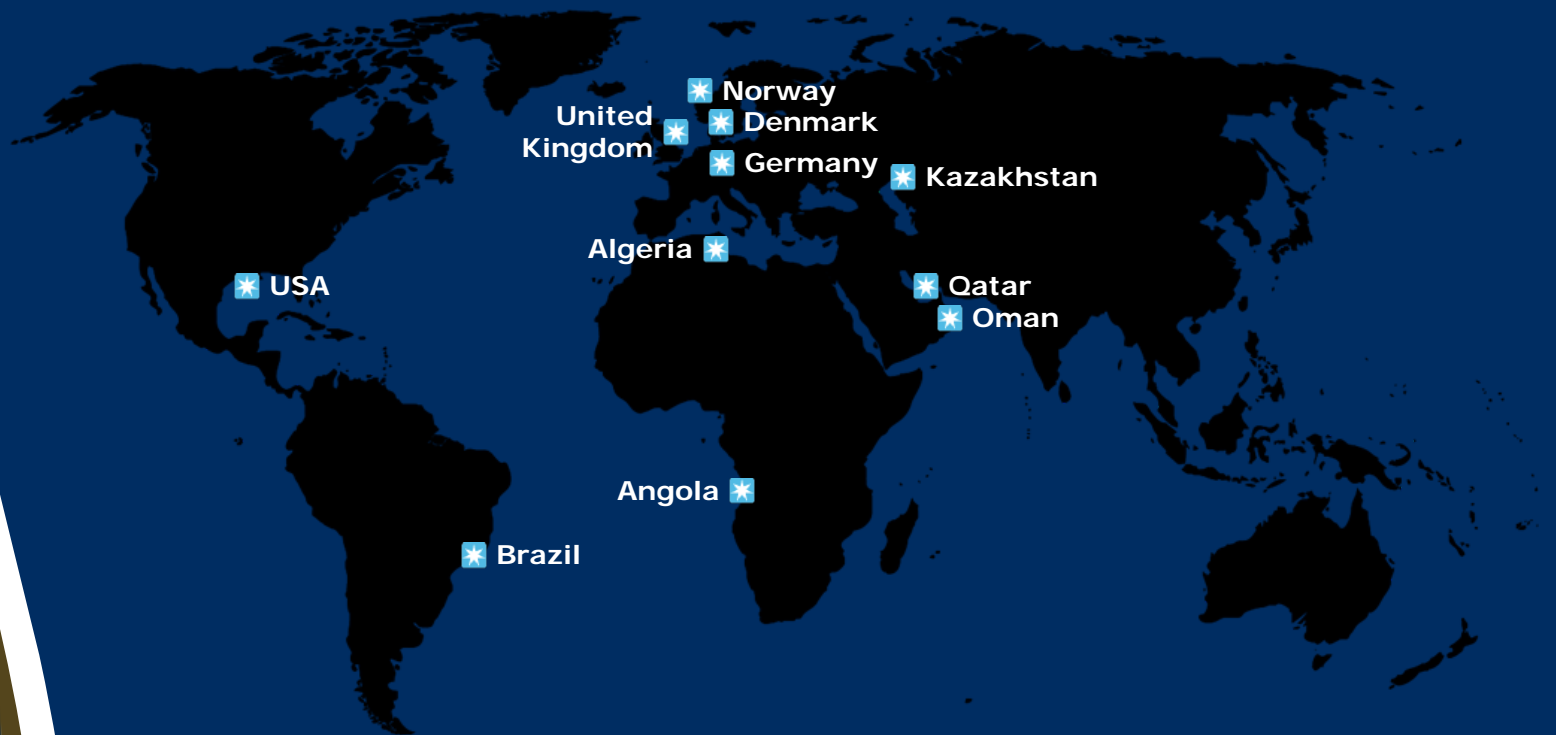 Norway
United
Kingdom
Denmark
Germany
Kazakhstan
Algeria
USA
Qatar
Oman
Angola
Brazil